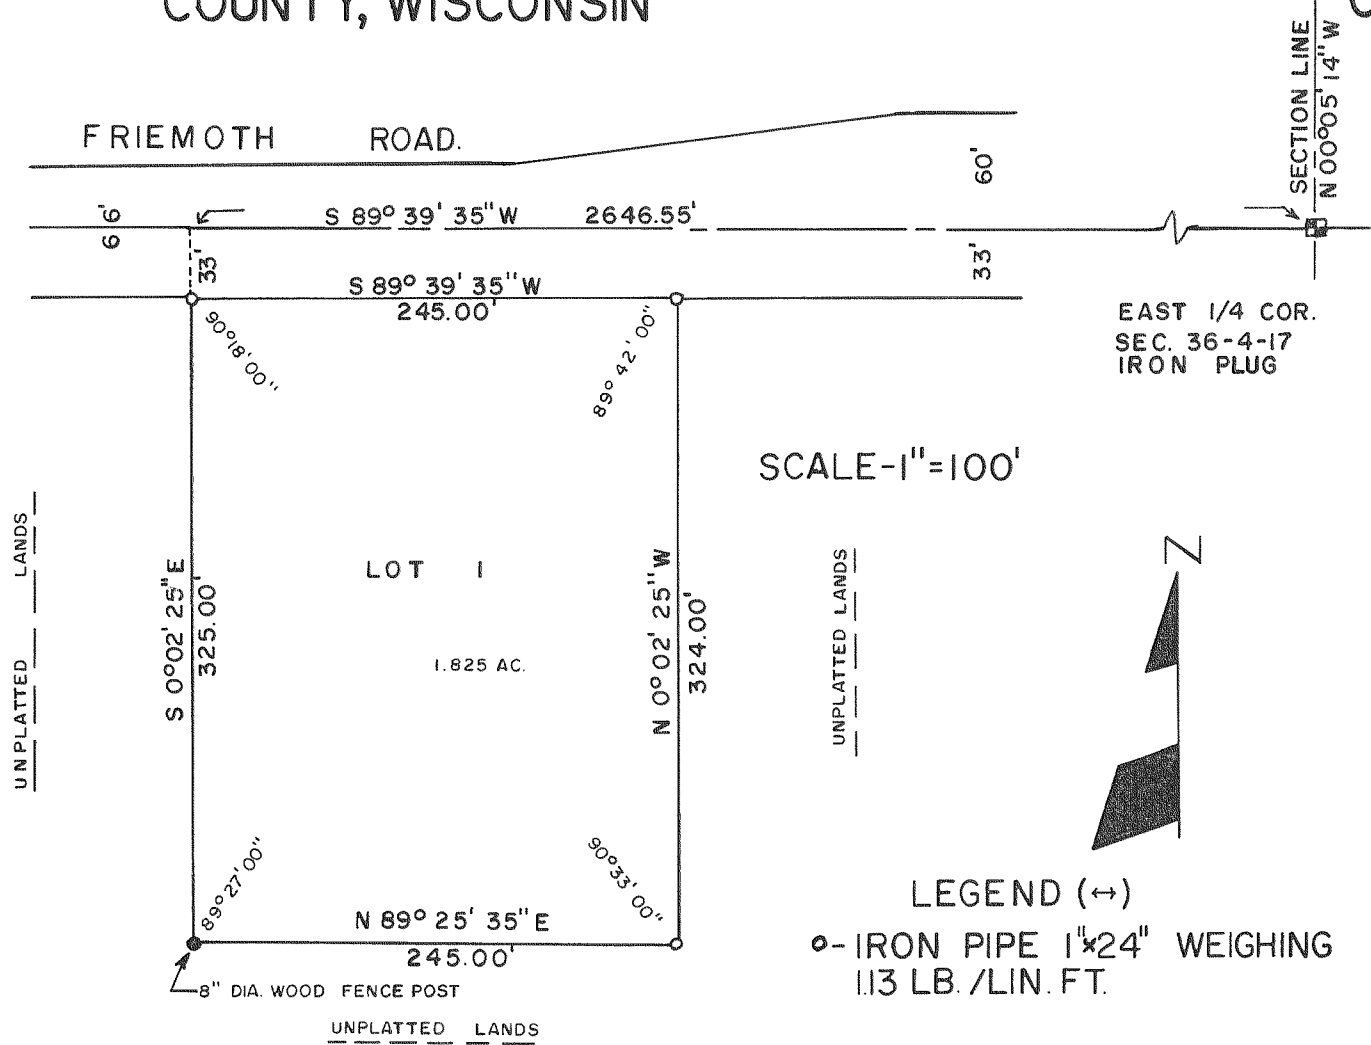 COUNTY, WISCONSIN
FRIEMOTH ROAD.
SECTION LINE
N 00°05' 14" W
60'
66'
S 89° 39' 35" W 2646.55'
33'
33'
S 89° 39' 35" W
245.00'
EAST 1/4 COR.
SEC. 36-4-17
IRON PLUG
90°18'00"
89°42'00"
SCALE-1"=100'
UNPLATTED LANDS
S 0°02' 25" E
325.00'
LOT 1
1.825 AC.
N 0°02' 25" W
324.00'
UNPLATTED LANDS
N
89°27'00"
90°33'00"
N 89° 25' 35" E
245.00'
8" DIA. WOOD FENCE POST
UNPLATTED LANDS
LEGEND (↔)
o- IRON PIPE 1"x24" WEIGHING
1.13 LB./LIN. FT.